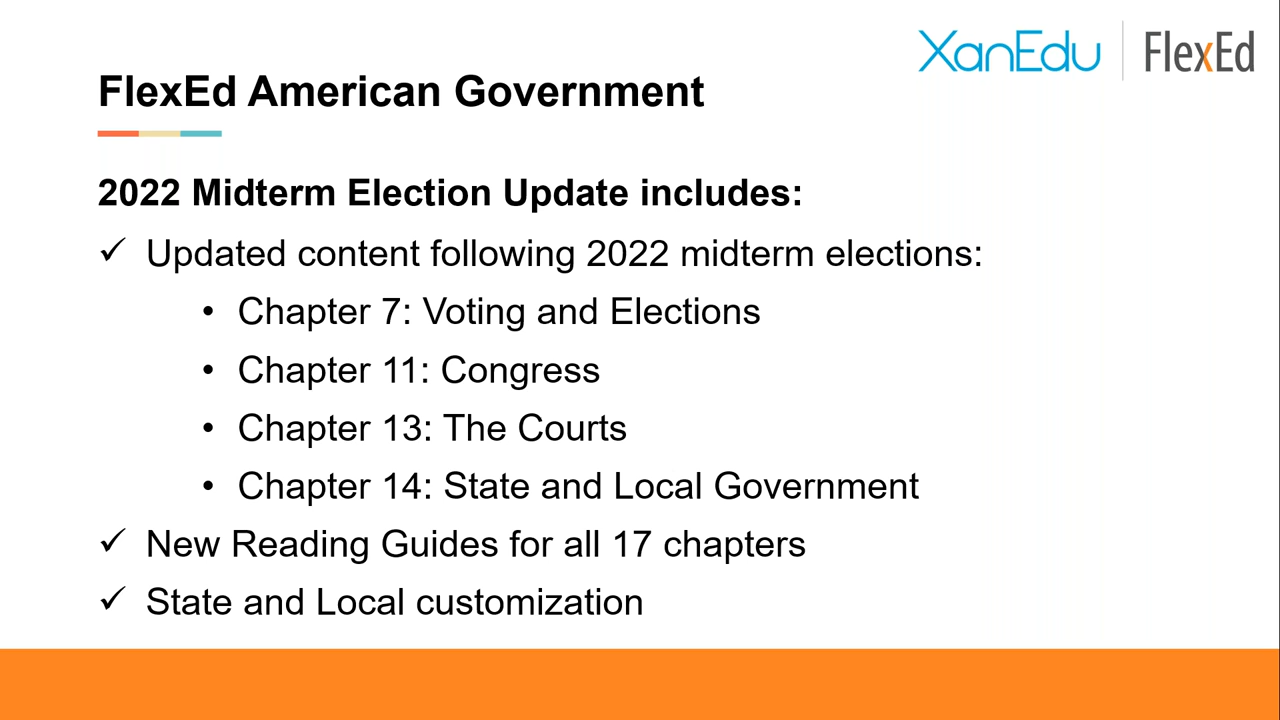 XanEdu | FlexEd
FlexEd American Government
2022 Midterm Election Update includes:
✓ Updated content following 2022 midterm elections:
• Chapter 7: Voting and Elections
• Chapter 11: Congress
• Chapter 13: The Courts
• Chapter 14: State and Local Government
✓ New Reading Guides for all 17 chapters
✓ State and Local customization